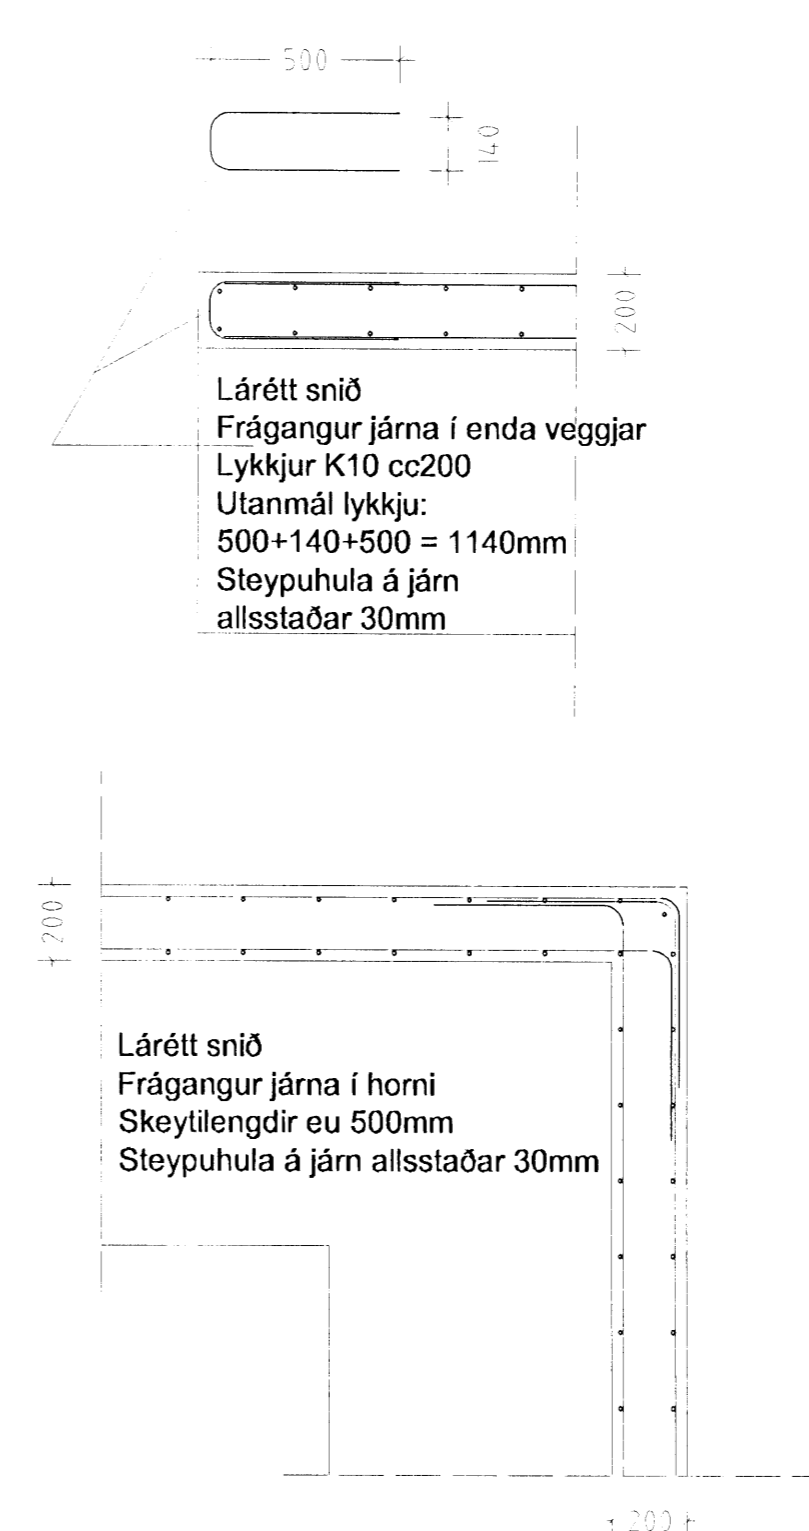 500
140
200
Lárétt snið
Frágangur járna í enda veggjar
Lykkjur K10 cc200
Utanmál lykkju:
500+140+500 = 1140mm
Steypuhula á járn
allsstaðar 30mm
200
Lárétt snið
Frágangur járna í horni
Skeytilengdir eu 500mm
Steypuhula á járn allsstaðar 30mm
200